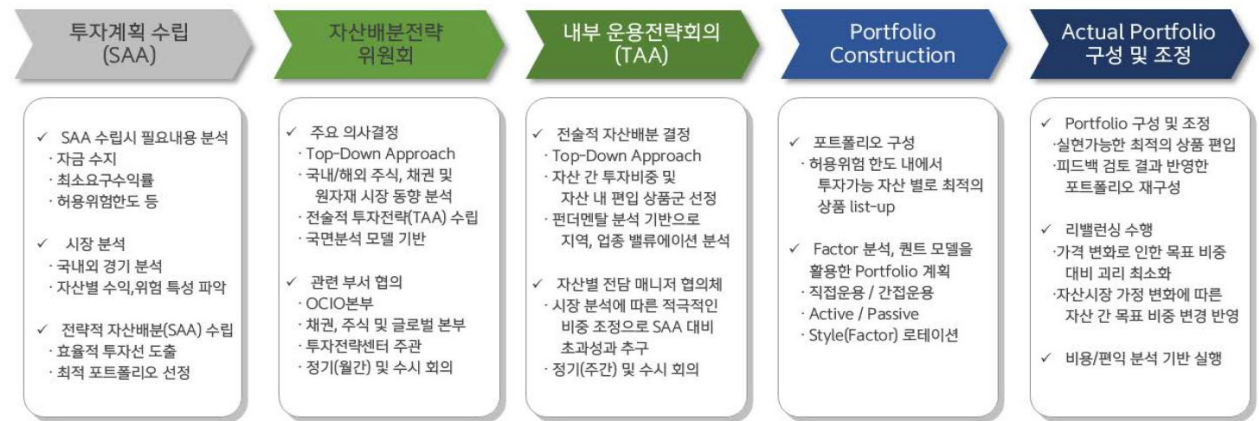 투자계획 수립
(SAA)
✓ SAA 수립시 필요내용 분석
· 자금 수지
· 최소요구수익률
· 허용위험한도 등
✓ 시장 분석
· 국내외 경기 분석
· 자산별 수익,위험 특성 파악
✓ 전략적 자산배분(SAA) 수립
· 효율적 투자선 도출
· 최적 포트폴리오 선정
자산배분전략
위원회
✓ 주요 의사결정
· Top-Down Approach
· 국내/해외 주식, 채권 및
원자재 시장 동향 분석
· 전술적 투자전략(TAA) 수립
· 국면분석 모델 기반
✓ 관련 부서 협의
· OCIO본부
· 채권, 주식 및 글로벌 본부
· 투자전략센터 주관
· 정기(월간) 및 수시 회의
내부 운용전략회의
(TAA)
✓ 전술적 자산배분 결정
· Top-Down Approach
· 자산 간 투자비중 및
자산 내 편입 상품군 선정
· 펀더멘탈 분석 기반으로
지역, 업종 밸류에이션 분석
✓ 자산별 전담 매니저 협의체
· 시장 분석에 따른 적극적인
비중 조정으로 SAA 대비
초과성과 추구
· 정기(주간) 및 수시 회의
Portfolio
Construction
✓ 포트폴리오 구성
· 허용위험 한도 내에서
투자가능 자산 별로 최적의
상품 list-up
✓ Factor 분석, 퀀트 모델을
활용한 Portfolio 계획
· 직접운용 / 간접운용
· Active / Passive
· Style(Factor) 로테이션
Actual Portfolio
구성 및 조정
✓ Portfolio 구성 및 조정
·실현가능한 최적의 상품 편입
·피드백 검토 결과 반영한
포트폴리오 재구성
✓ 리밸런싱 수행
·가격 변화로 인한 목표 비중
대비 괴리 최소화
·자산시장 가정 변화에 따른
자산 간 목표 비중 변경 반영
✓ 비용/편익 분석 기반 실행